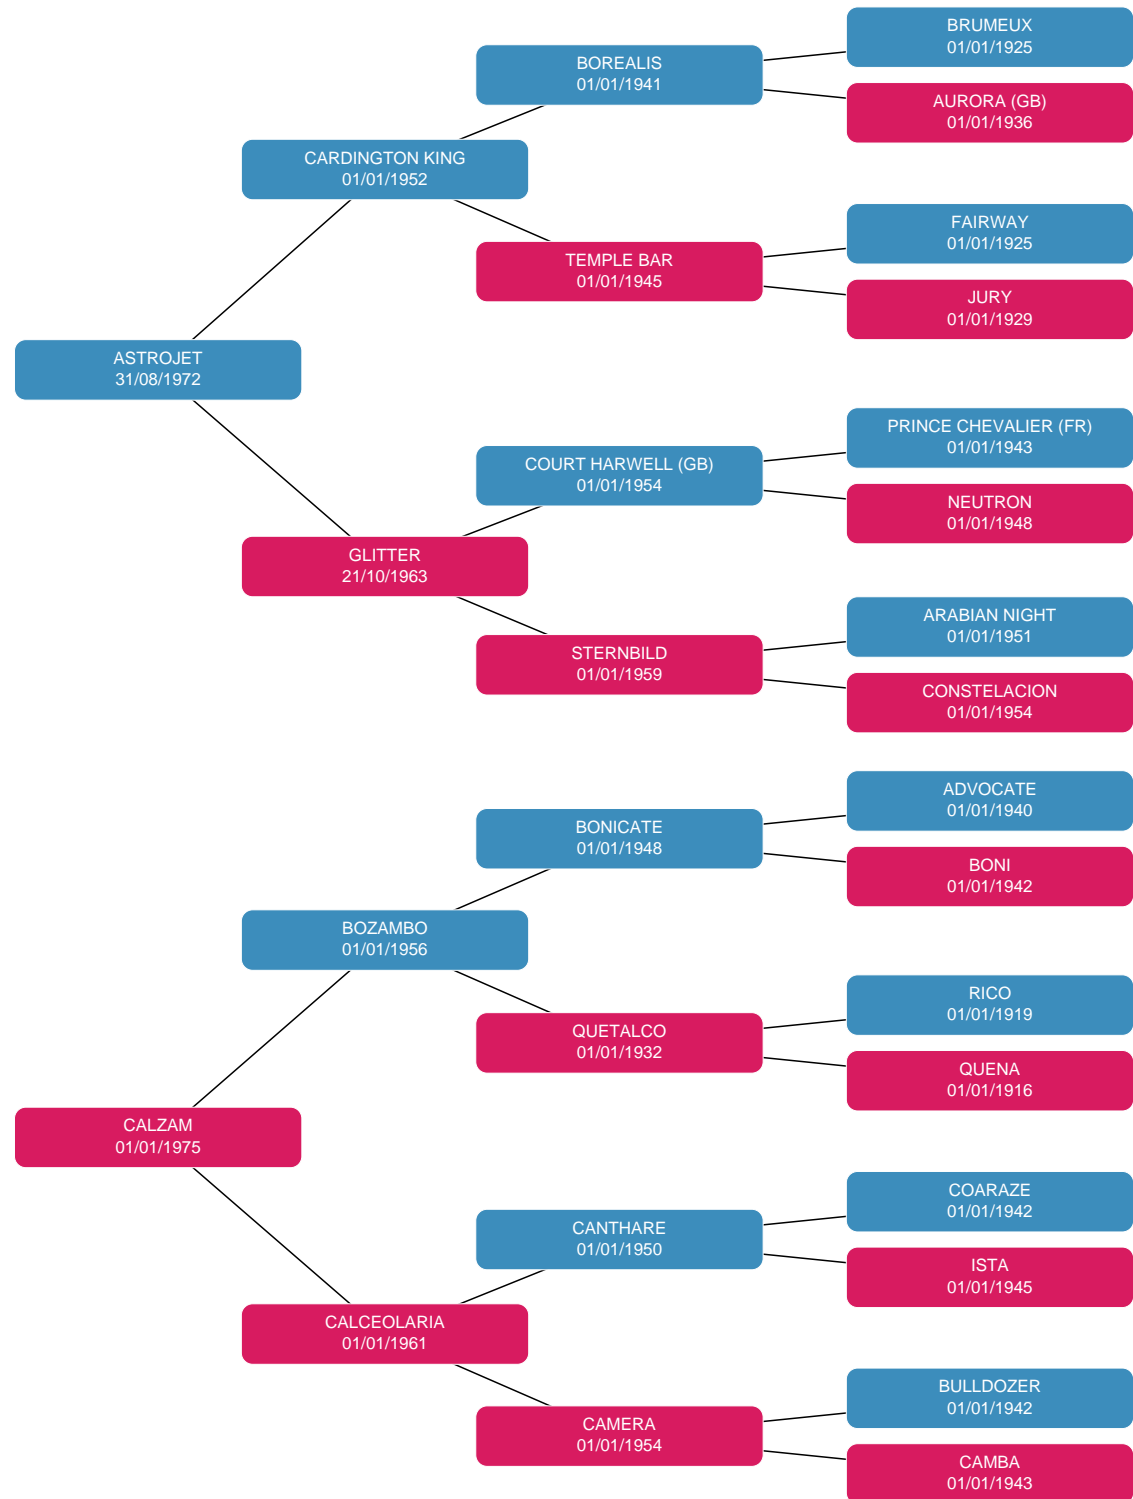 BRUMEUX
01/01/1925
BOREALIS
01/01/1941
AURORA (GB)
01/01/1936
CARDINGTON KING
01/01/1952
FAIRWAY
01/01/1925
TEMPLE BAR
01/01/1945
JURY
01/01/1929
ASTROJET
31/08/1972
PRINCE CHEVALIER (FR)
01/01/1943
COURT HARWELL (GB)
01/01/1954
NEUTRON
01/01/1948
GLITTER
21/10/1963
ARABIAN NIGHT
01/01/1951
STERNBILD
01/01/1959
CONSTELACION
01/01/1954
ADVOCATE
01/01/1940
BONICATE
01/01/1948
BONI
01/01/1942
BOZAMBO
01/01/1956
RICO
01/01/1919
QUETALCO
01/01/1932
QUENA
01/01/1916
CALZAM
01/01/1975
COARAZE
01/01/1942
CANTHARE
01/01/1950
ISTA
01/01/1945
CALCEOLARIA
01/01/1961
BULLDOZER
01/01/1942
CAMERA
01/01/1954
CAMBA
01/01/1943